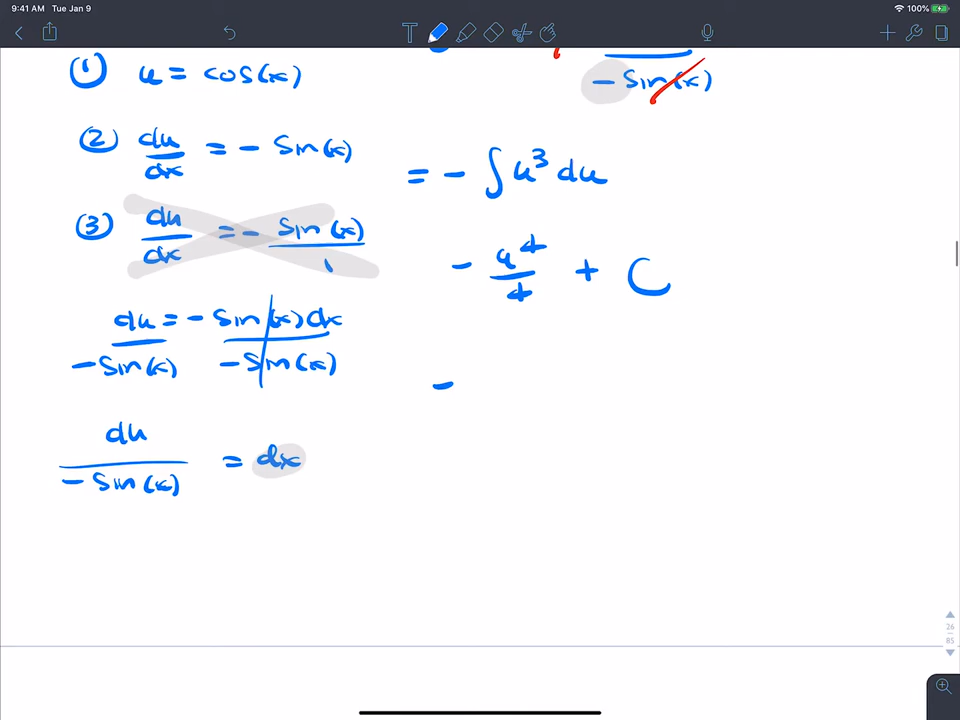 9:41 AM Tue Jan 9
100%
① u = cos(x)
- sin(x)
② du/dx = - sin(x)
= - ∫ u³ du
③ du/dx = - sin(x)/1
- u⁴/4 + C
du = - sin(x) dx
-sin(x) -sin(x)
-
du/-sin(x) = dx
26
85